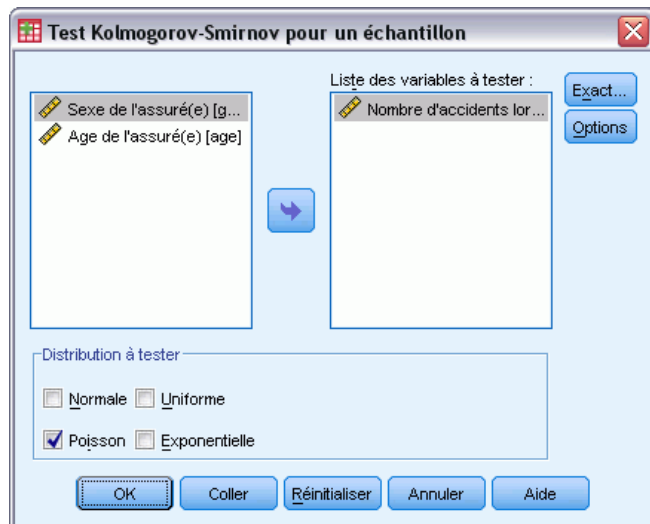 Test Kolmogorov-Smirnov pour un échantillon
Liste des variables à tester :
Sexe de l'assuré(e) [g...
Age de l'assuré(e) [age]
Nombre d'accidents lor...
Exact...
Options
Distribution à tester
Normale
Uniforme
Poisson
Exponentielle
OK
Coller
Réinitialiser
Annuler
Aide